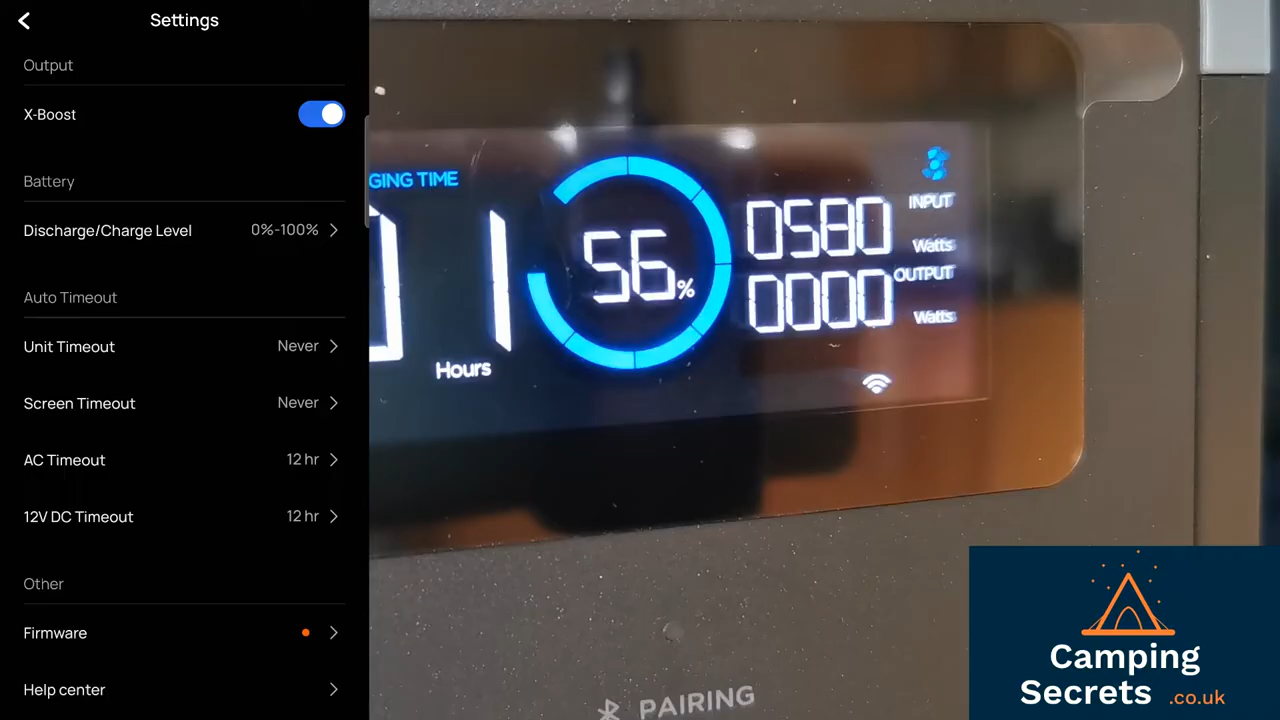 Settings
Output
X-Boost
Battery
Discharge/Charge Level 0%-100%
Auto Timeout
Unit Timeout Never
Screen Timeout Never
AC Timeout 12 hr
12V DC Timeout 12 hr
Other
Firmware
Help center
GING TIME
1
Hours
56%
0580 INPUT
Watts
0000 OUTPUT
Watts
PAIRING
Camping
Secrets .co.uk